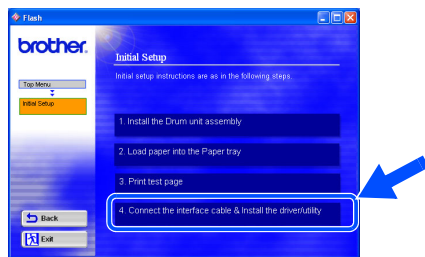 Flash
brother.
Initial Setup
Initial setup instructions are as in the following steps.
Top Menu
Initial Setup
1. Install the Drum unit assembly
2. Load paper into the Paper tray
3. Print test page
4. Connect the interface cable & Install the driver/utility
Back
Exit